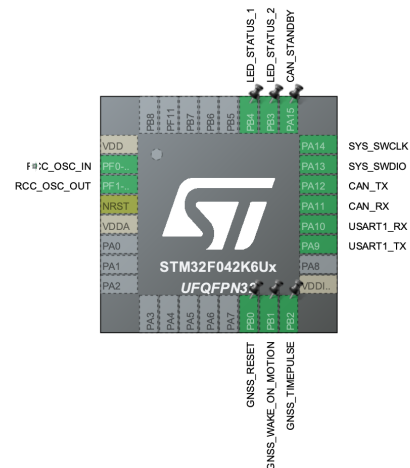 LED_STATUS_1
LED_STATUS_2
CAN_STANDBY
PB8
PF11
PB7
PB6
PB5
PB4
PB3
PA15
VDD
PF0-..
PF1-..
NRST
VDDA
PA0
PA1
PA2
RCC_OSC_OUT
PA14
PA13
PA12
PA11
PA10
PA9
PA8
VDDI..
SYS_SWCLK
SYS_SWDIO
CAN_TX
CAN_RX
USART1_RX
USART1_TX
STM32F042K6Ux
PA3
PA4
PA5
PA6
PA7
PB0
PB1
PB2
GNSS_RESET
GNSS_WAKE_ON_MOTION
GNSS_TIMEPULSE